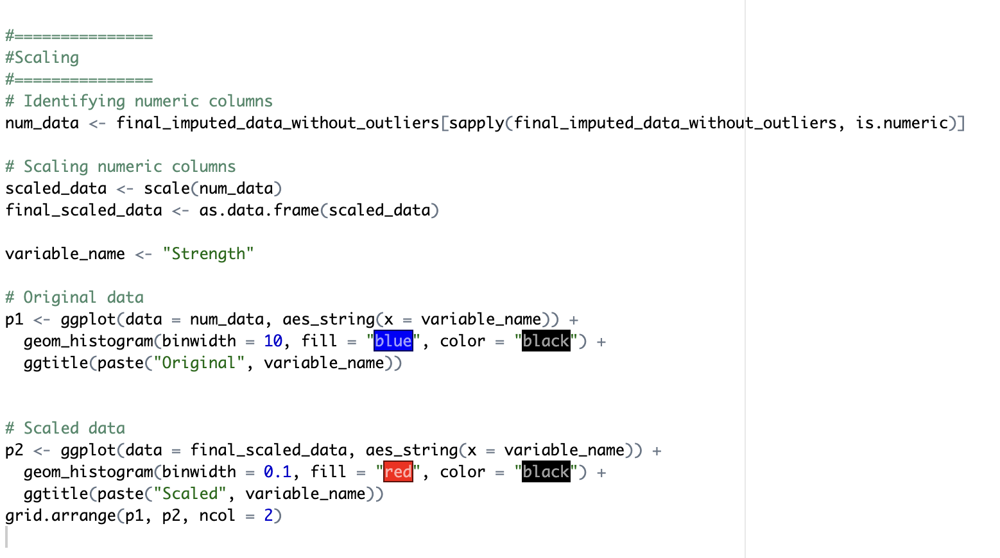 #===============
#Scaling
#===============
# Identifying numeric columns
num_data <- final_imputed_data_without_outliers[sapply(final_imputed_data_without_outliers, is.numeric)]
# Scaling numeric columns
scaled_data <- scale(num_data)
final_scaled_data <- as.data.frame(scaled_data)
variable_name <- "Strength"
# Original data
p1 <- ggplot(data = num_data, aes_string(x = variable_name)) +
  geom_histogram(binwidth = 10, fill = "blue", color = "black") +
  ggtitle(paste("Original", variable_name))
# Scaled data
p2 <- ggplot(data = final_scaled_data, aes_string(x = variable_name)) +
  geom_histogram(binwidth = 0.1, fill = "red", color = "black") +
  ggtitle(paste("Scaled", variable_name))
grid.arrange(p1, p2, ncol = 2)